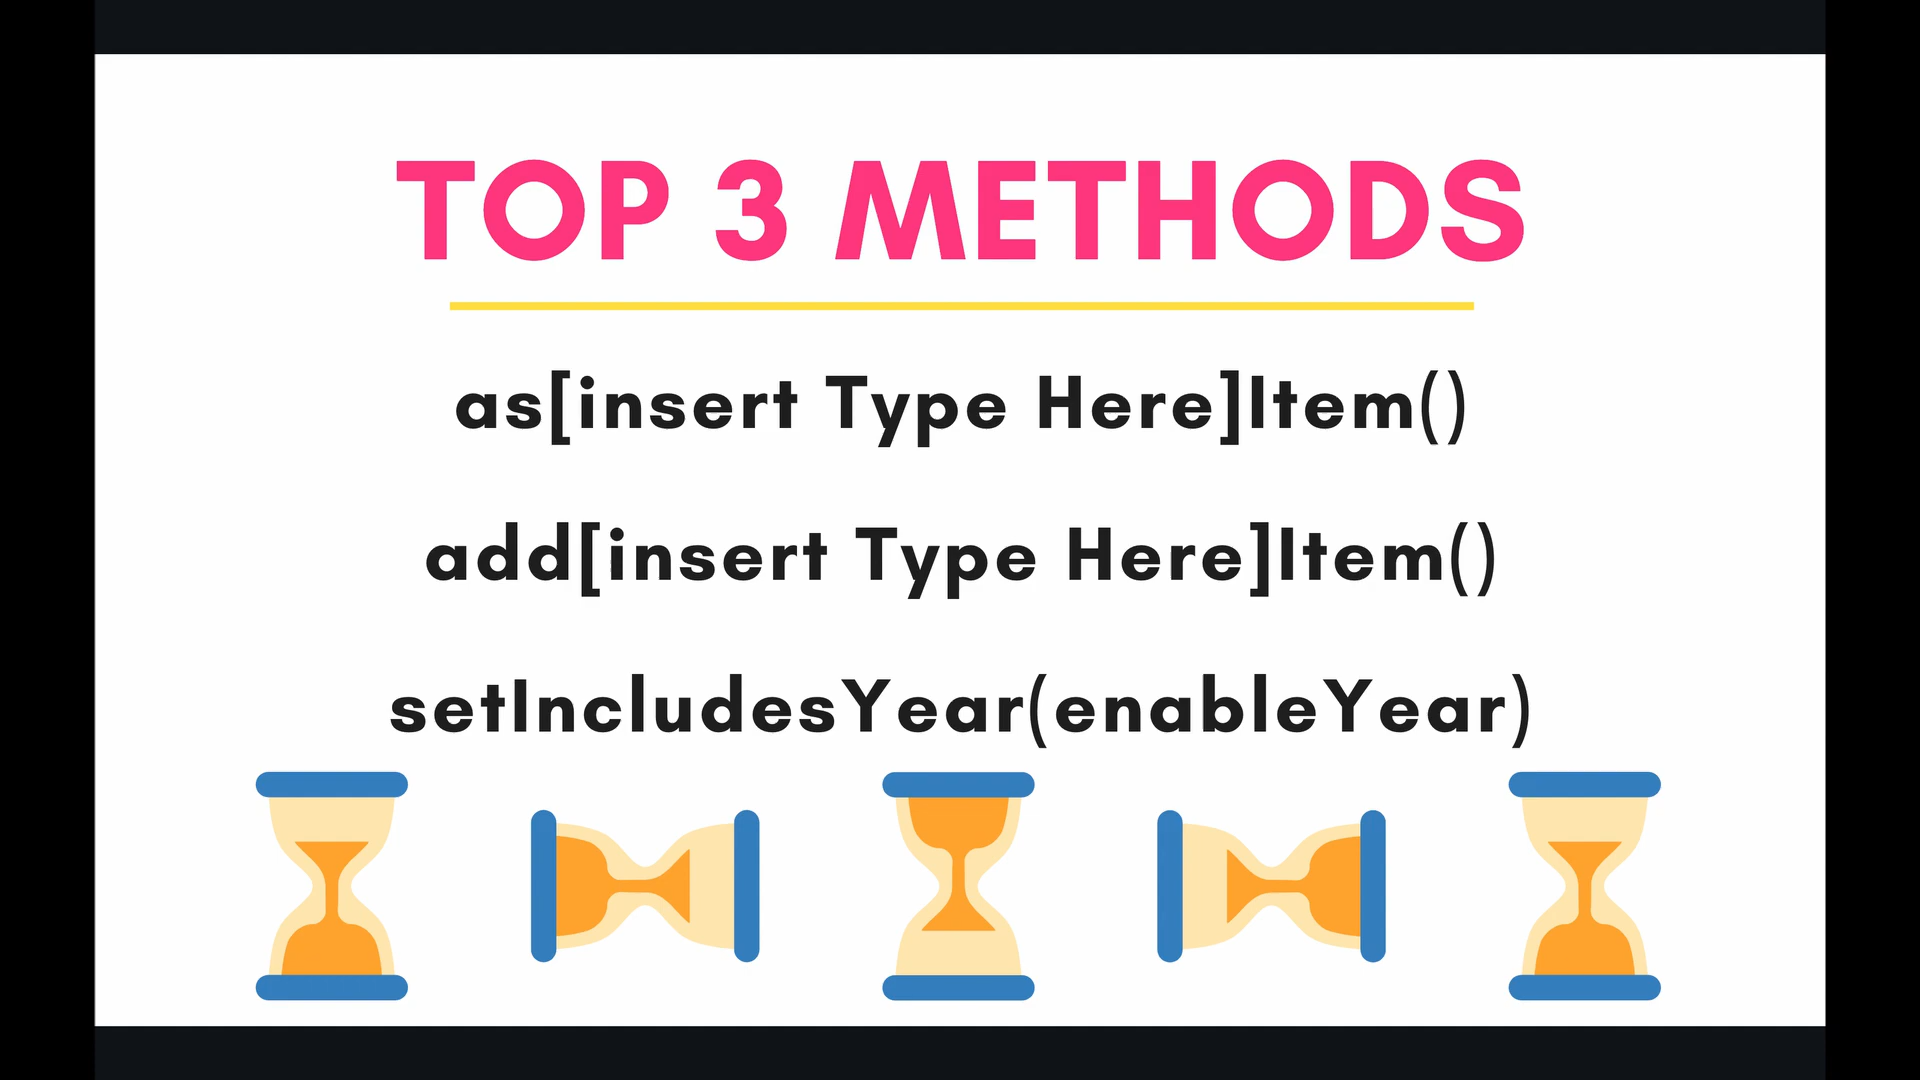 TOP 3 METHODS
as[insert Type Here]Item()
add[insert Type Here]Item()
setIncludesYear(enableYear)